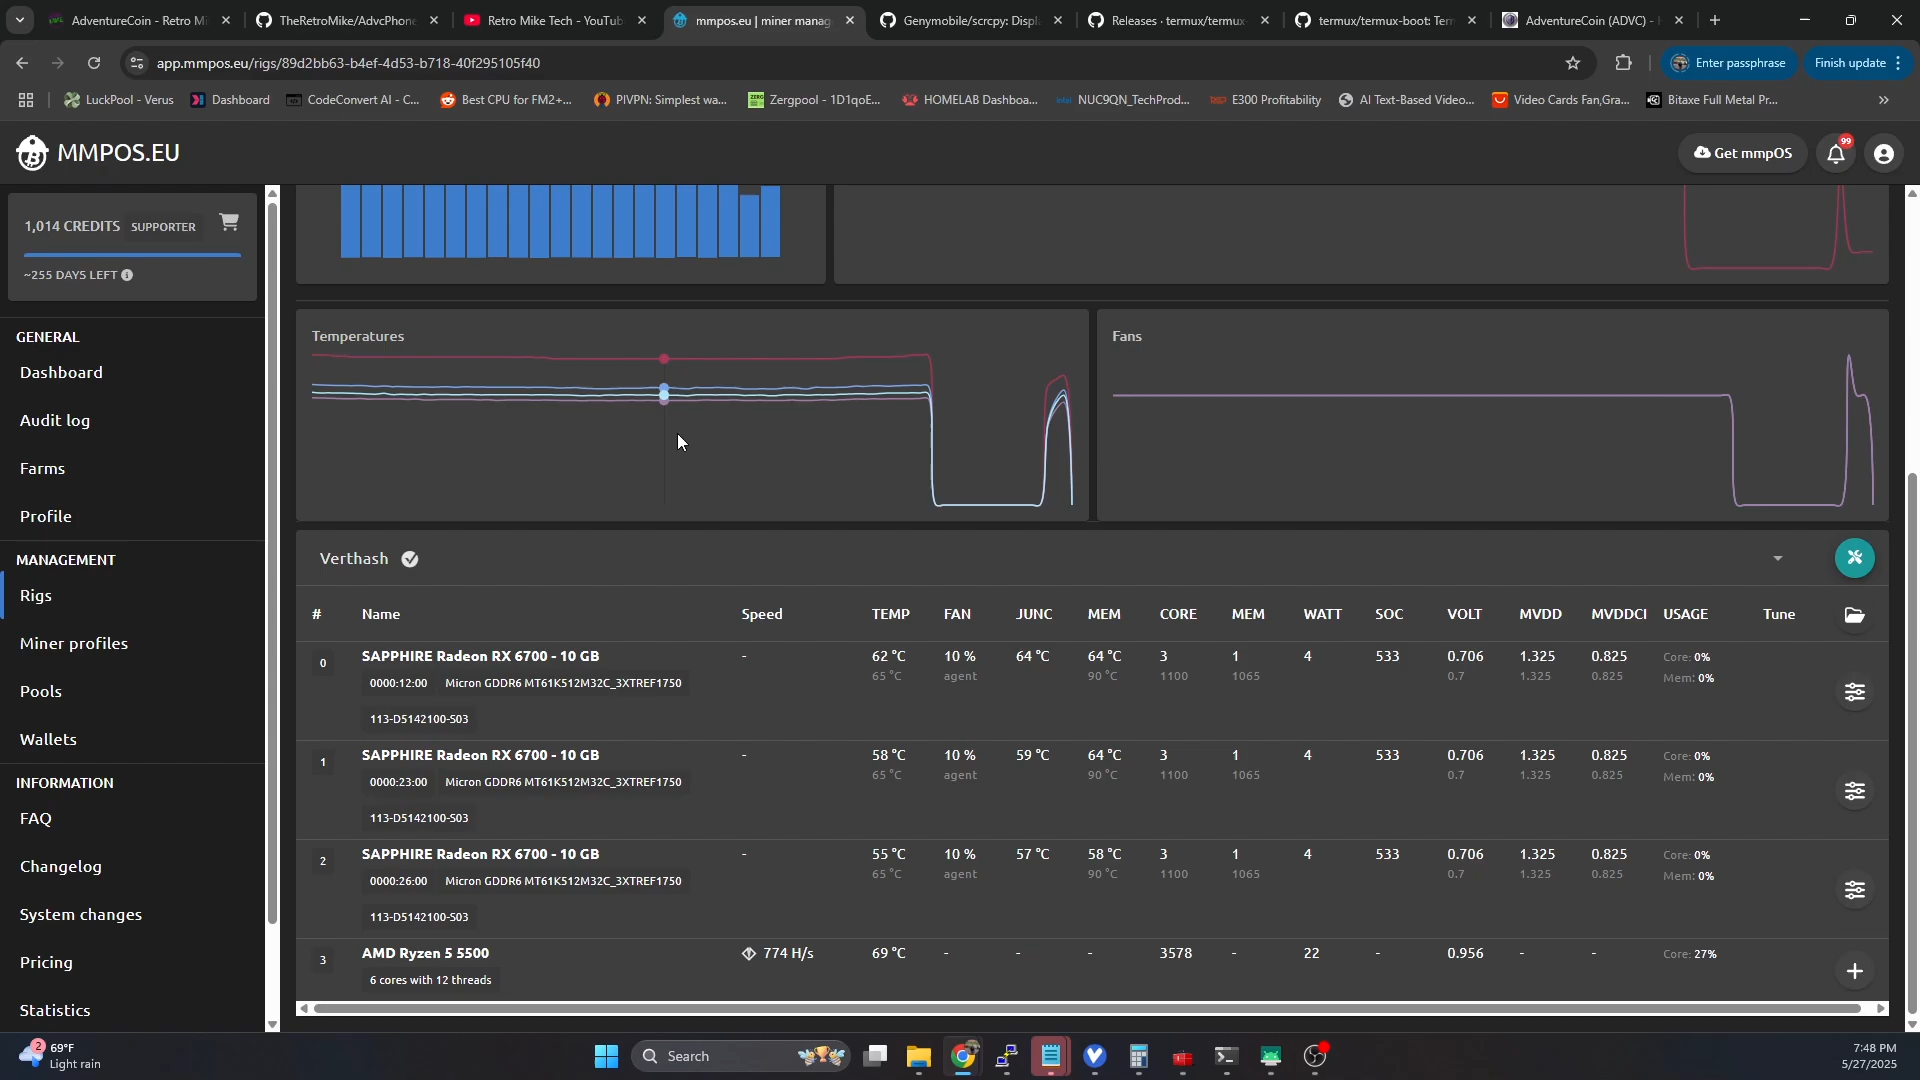 AdventureCoin - Retro Mi
TheRetroMike/AdvcPhone
Retro Mike Tech - YouTub
mmpos.eu | miner manag
Genymobile/scrcpy: Displ
Releases · termux/termux
termux/termux-boot: Ter
AdventureCoin (ADVC) -
app.mmpos.eu/rigs/89d2bb63-b4ef-4d53-b718-40f295105f40
Enter passphrase
Finish update
LuckPool - Verus
Dashboard
CodeConvert AI - C...
Best CPU for FM2+...
PIVPN: Simplest wa...
Zergpool - 1D1qoE...
HOMELAB Dashboa...
NUC9QN_TechProd...
E300 Profitability
AI Text-Based Video...
Video Cards Fan,Gra...
Bitaxe Full Metal Pr...
MMPOS.EU
Get mmpOS
99
1,014 CREDITS SUPPORTER
~255 DAYS LEFT
GENERAL
Dashboard
Audit log
Farms
Profile
MANAGEMENT
Rigs
Miner profiles
Pools
Wallets
INFORMATION
FAQ
Changelog
System changes
Pricing
Statistics
Temperatures
Fans
Verthash
# Name Speed TEMP FAN JUNC MEM CORE MEM WATT SOC VOLT MVDD MVDDCI USAGE Tune
0 SAPPHIRE Radeon RX 6700 - 10 GB - 62 °C 10 % 64 °C 64 °C 3 1 4 533 0.706 1.325 0.825 Core: 0%
0000:12:00 Micron GDDR6 MT61K512M32C_3XTREF1750 65 °C agent 90 °C 1100 1065 0.7 1.325 0.825 Mem: 0%
113-D5142100-S03
1 SAPPHIRE Radeon RX 6700 - 10 GB - 58 °C 10 % 59 °C 64 °C 3 1 4 533 0.706 1.325 0.825 Core: 0%
0000:23:00 Micron GDDR6 MT61K512M32C_3XTREF1750 65 °C agent 90 °C 1100 1065 0.7 1.325 0.825 Mem: 0%
113-D5142100-S03
2 SAPPHIRE Radeon RX 6700 - 10 GB - 55 °C 10 % 57 °C 58 °C 3 1 4 533 0.706 1.325 0.825 Core: 0%
0000:26:00 Micron GDDR6 MT61K512M32C_3XTREF1750 65 °C agent 90 °C 1100 1065 0.7 1.325 0.825 Mem: 0%
113-D5142100-S03
3 AMD Ryzen 5 5500 774 H/s 69 °C - - - 3578 - 22 - 0.956 - - Core: 27%
6 cores with 12 threads
2
69°F
Light rain
Search
7:48 PM
5/27/2025